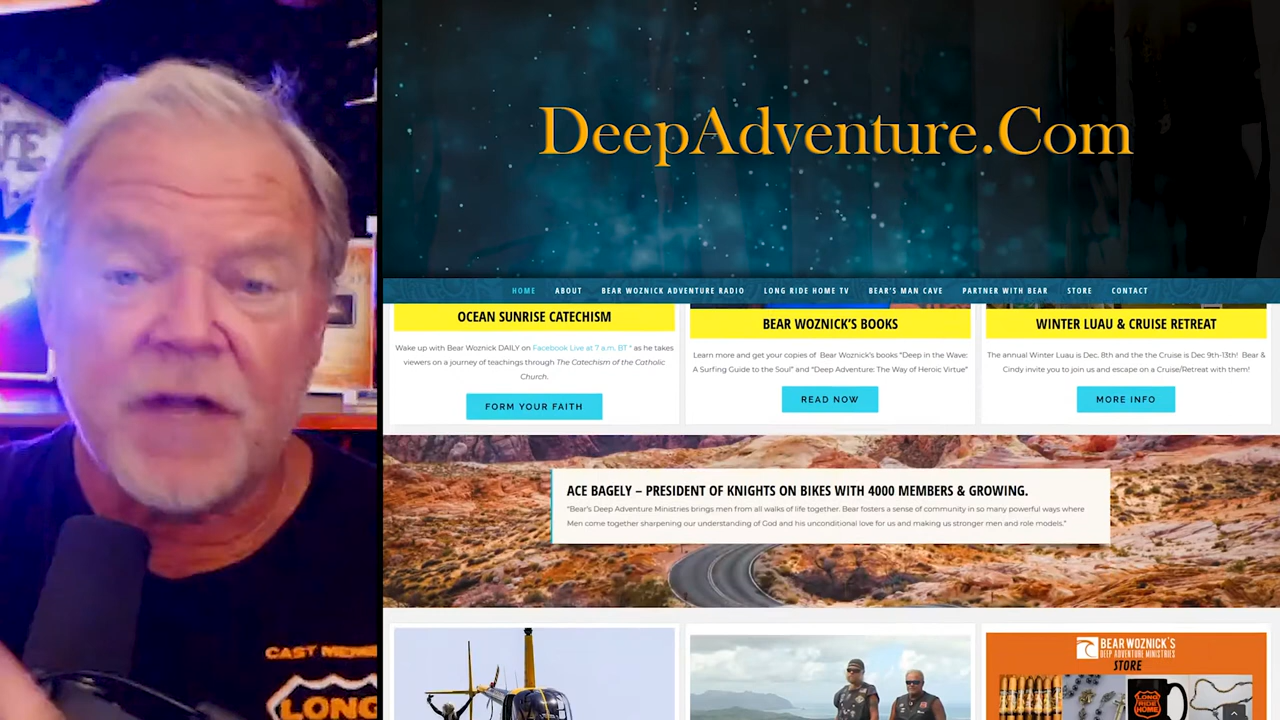 TE
CAST MEMBE
LONG
DeepAdventure.Com
HOME ABOUT BEAR WOZNICK ADVENTURE RADIO LONG RIDE HOME TV BEAR'S MAN CAVE PARTNER WITH BEAR STORE CONTACT
OCEAN SUNRISE CATECHISM
Wake up with Bear Woznick DAILY on Facebook Live at 7 a.m. BT * as he takes
viewers on a journey of teachings through The Catechism of the Catholic
Church.
FORM YOUR FAITH
BEAR WOZNICK'S BOOKS
Learn more and get your copies of Bear Woznick's books "Deep in the Wave:
A Surfing Guide to the Soul" and "Deep Adventure: The Way of Heroic Virtue"
READ NOW
WINTER LUAU & CRUISE RETREAT
The annual Winter Luau is Dec. 8th and the the Cruise is Dec 9th-13th! Bear &
Cindy invite you to join us and escape on a Cruise/Retreat with them!
MORE INFO
ACE BAGELY – PRESIDENT OF KNIGHTS ON BIKES WITH 4000 MEMBERS & GROWING.
"Bear's Deep Adventure Ministries brings men from all walks of life together. Bear fosters a sense of community in so many powerful ways where
Men come together sharpening our understanding of God and his unconditional love for us and making us stronger men and role models."
BEAR WOZNICK'S
DEEP ADVENTURE MINISTRIES
STORE
LONG
RIDE
HOME